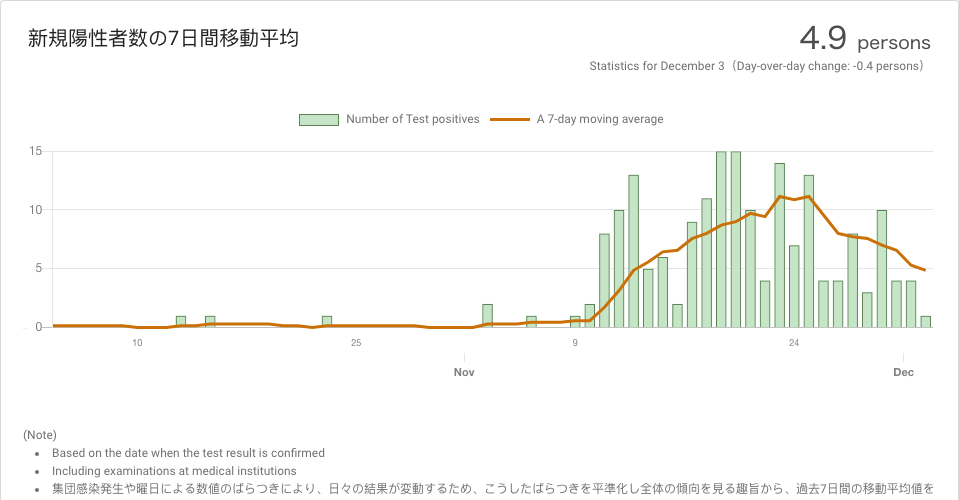 新規陽性者数の7日間移動平均
4.9 persons
Statistics for December 3（Day-over-day change: -0.4 persons）
Number of Test positives
A 7-day moving average
15
10
5
0
10
25
9
24
Nov
Dec
(Note)
• Based on the date when the test result is confirmed
• Including examinations at medical institutions
• 集団感染発生や曜日による数値のばらつきにより、日々の結果が変動するため、こうしたばらつきを平準化し全体の傾向を見る趣旨から、過去7日間の移動平均値を